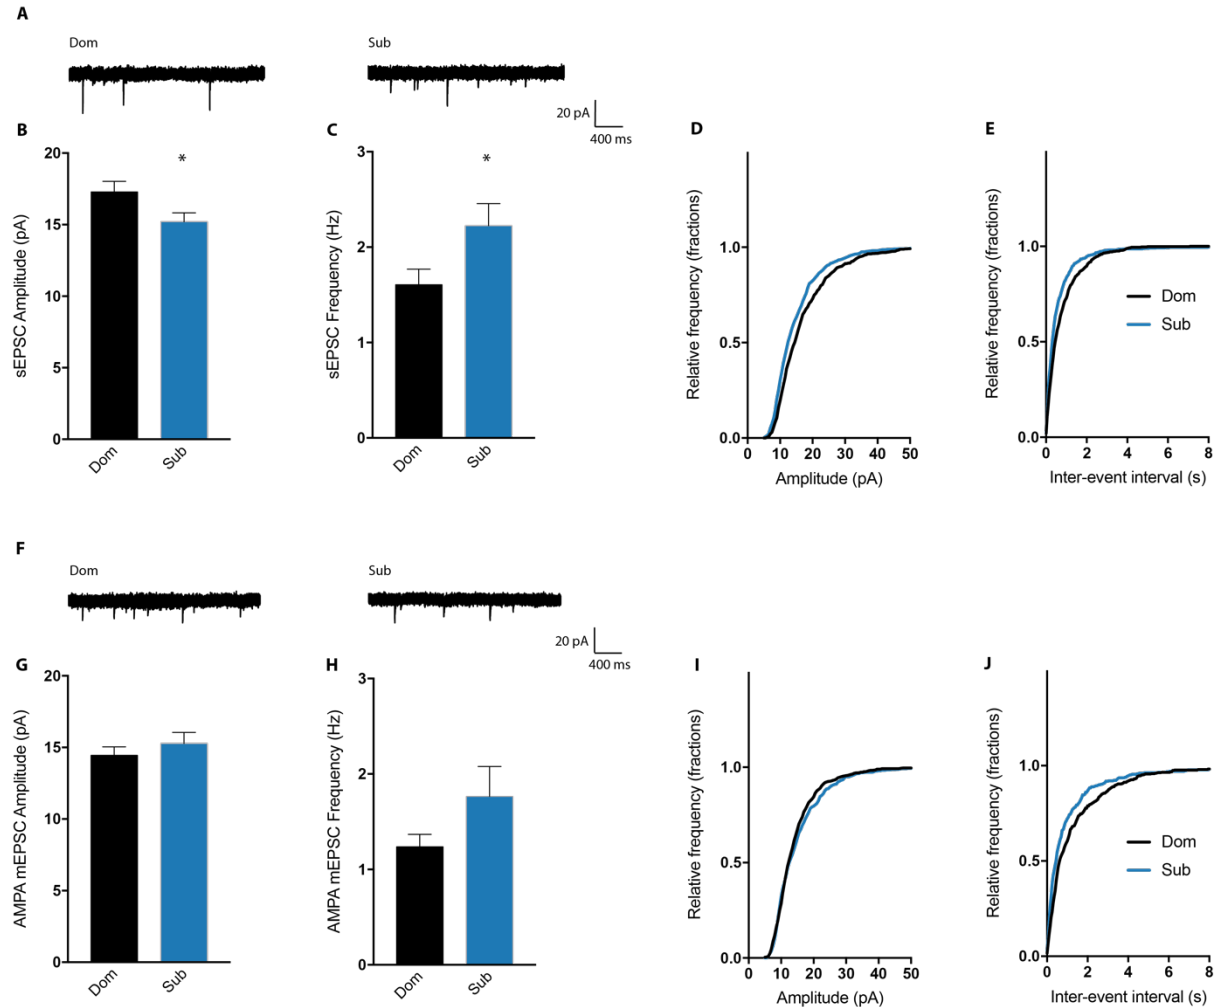 A
Dom
Sub
20 pA
400 ms
B
20
15
10
5
0
sEPSC Amplitude (pA)
*
Dom
Sub
C
3
2
1
0
sEPSC Frequency (Hz)
*
Dom
Sub
D
1.0
0.5
0.0
Relative frequency (fractions)
0 10 20 30 40 50
Amplitude (pA)
E
1.0
0.5
0.0
Relative frequency (fractions)
Dom
Sub
0 2 4 6 8
Inter-event interval (s)
F
Dom
Sub
20 pA
400 ms
G
20
15
10
5
0
AMPA mEPSC Amplitude (pA)
Dom
Sub
H
3
2
1
0
AMPA mEPSC Frequency (Hz)
Dom
Sub
I
1.0
0.5
0.0
Relative frequency (fractions)
0 10 20 30 40 50
Amplitude (pA)
J
1.0
0.5
0.0
Relative frequency (fractions)
Dom
Sub
0 2 4 6 8
Inter-event interval (s)